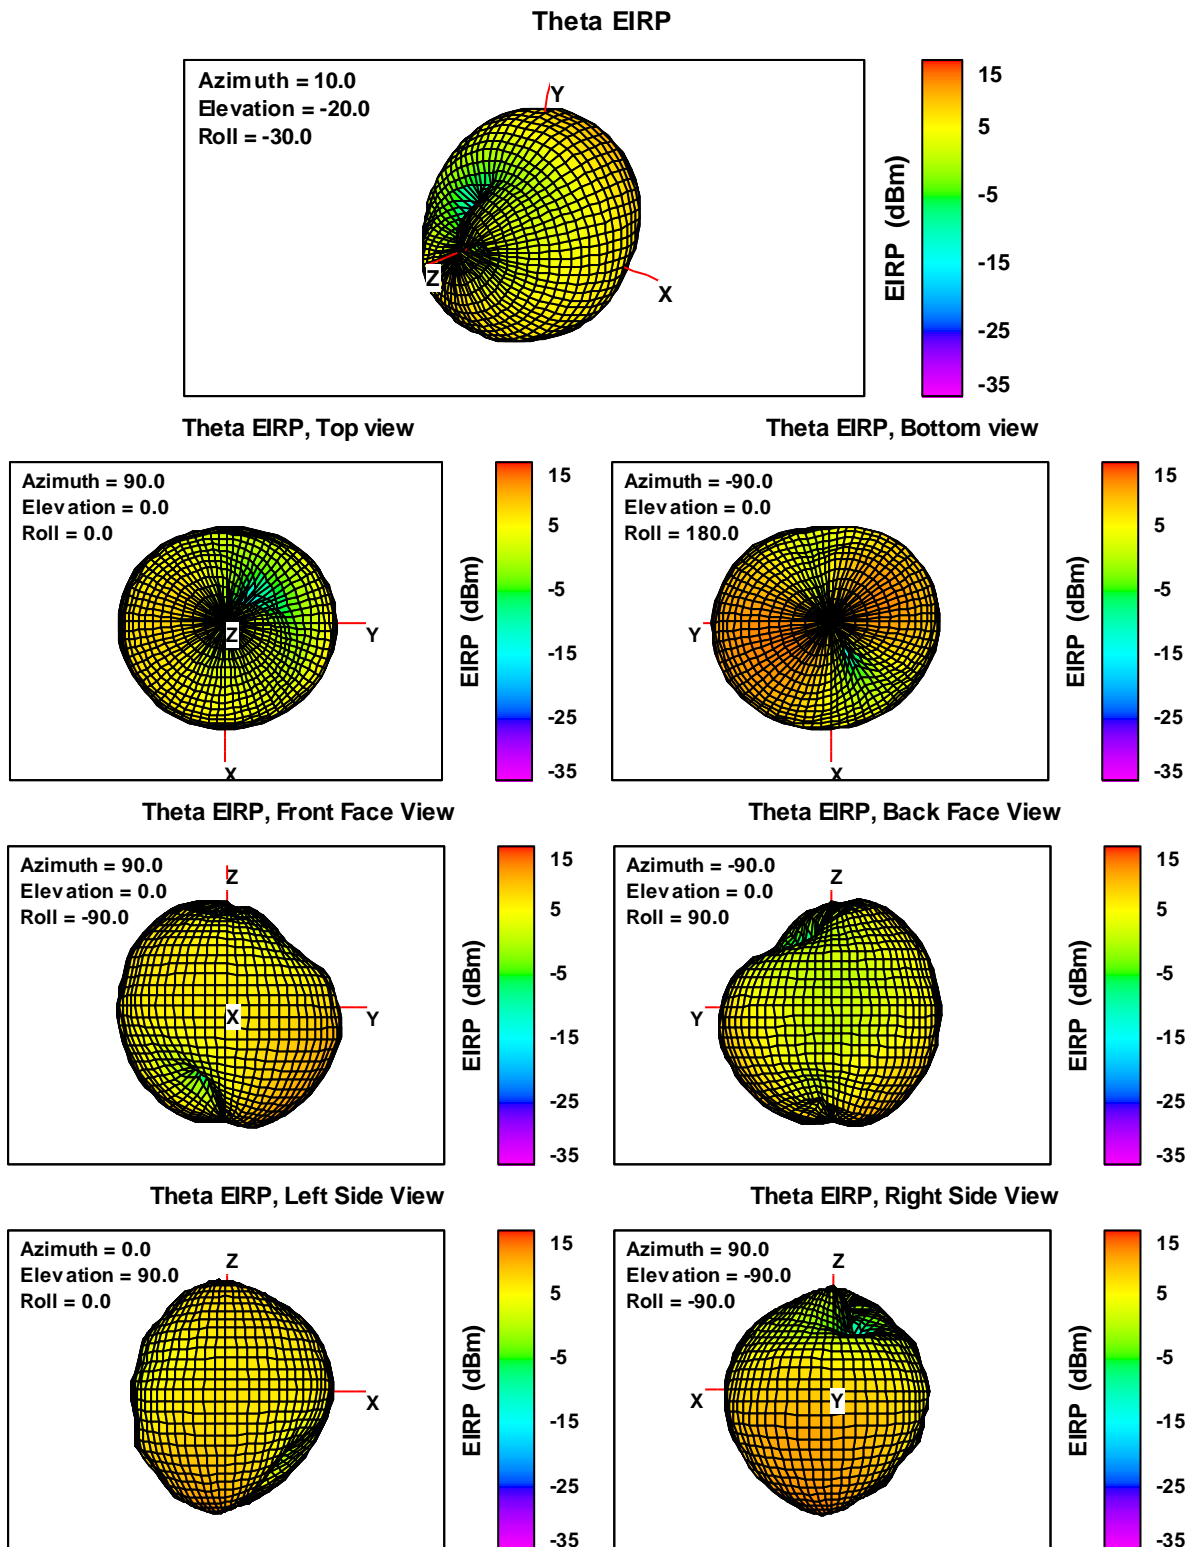 Theta EIRP
Azimuth = 10.0
Elevation = -20.0
Roll = -30.0
Y
Z
X
EIRP (dBm)
15
5
-5
-15
-25
-35
Theta EIRP, Top view
Azimuth = 90.0
Elevation = 0.0
Roll = 0.0
Z
Y
X
EIRP (dBm)
15
5
-5
-15
-25
-35
Theta EIRP, Bottom view
Azimuth = -90.0
Elevation = 0.0
Roll = 180.0
Y
X
EIRP (dBm)
15
5
-5
-15
-25
-35
Theta EIRP, Front Face View
Azimuth = 90.0
Elevation = 0.0
Roll = -90.0
Z
X
Y
EIRP (dBm)
15
5
-5
-15
-25
-35
Theta EIRP, Back Face View
Azimuth = -90.0
Elevation = 0.0
Roll = 90.0
Z
Y
EIRP (dBm)
15
5
-5
-15
-25
-35
Theta EIRP, Left Side View
Azimuth = 0.0
Elevation = 90.0
Roll = 0.0
Z
X
EIRP (dBm)
15
5
-5
-15
-25
-35
Theta EIRP, Right Side View
Azimuth = 90.0
Elevation = -90.0
Roll = -90.0
Z
X
Y
EIRP (dBm)
15
5
-5
-15
-25
-35